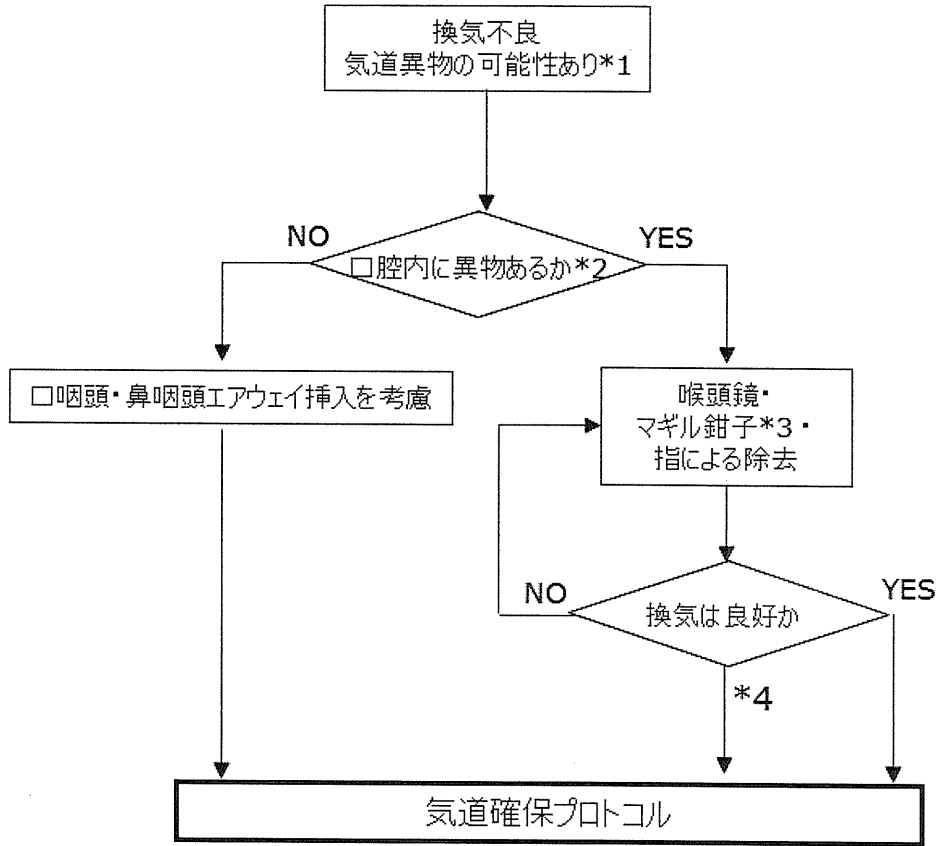 換気不良
気道異物の可能性あり*1
NO
YES
口腔内に異物あるか*2
口咽頭・鼻咽頭エアウェイ挿入を考慮
喉頭鏡・
マギル鉗子*3・
指による除去
NO
YES
換気は良好か
*4
気道確保プロトコル